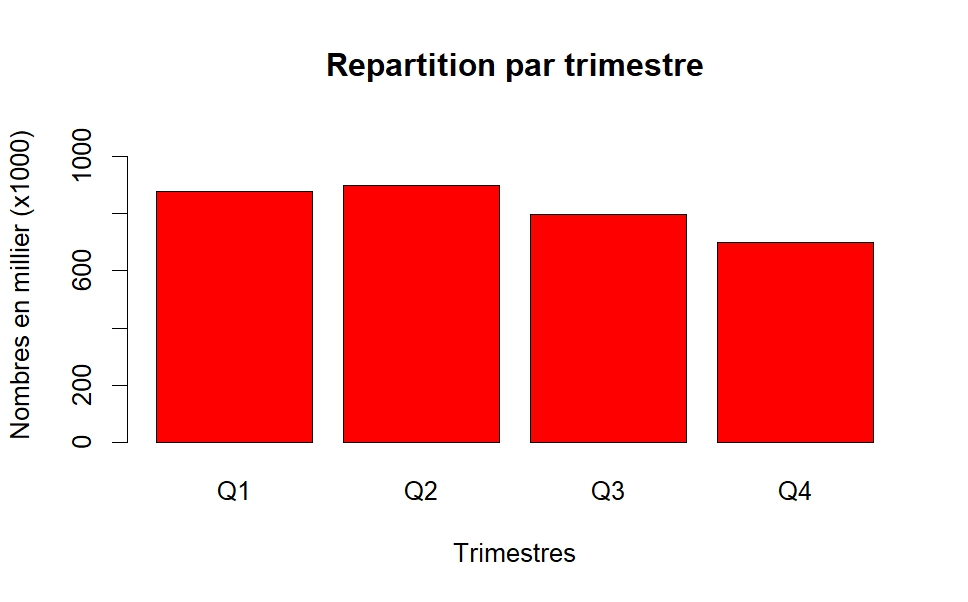 Repartition par trimestre
Nombres en millier (x1000)
1000
600
200
0
Q1 Q2 Q3 Q4
Trimestres